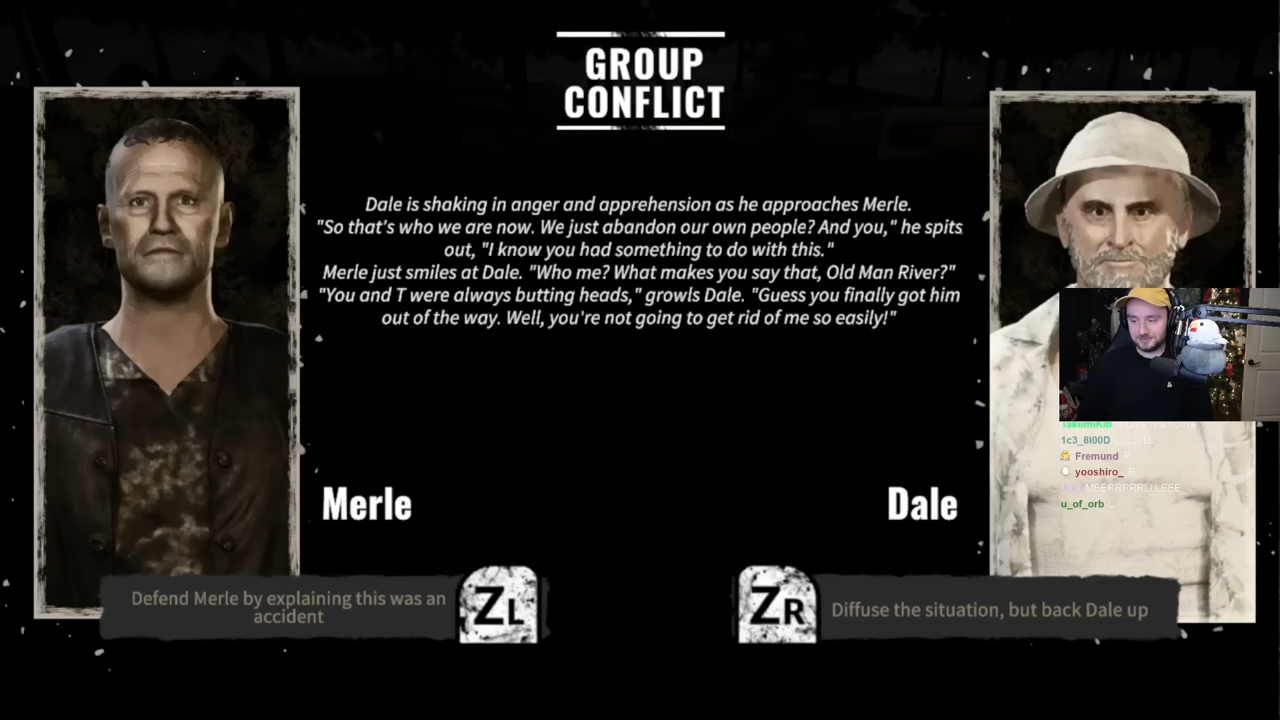 GROUP
CONFLICT
Dale is shaking in anger and apprehension as he approaches Merle.
"So that's who we are now. We just abandon our own people? And you," he spits
out, "I know you had something to do with this."
Merle just smiles at Dale. "Who me? What makes you say that, Old Man River?"
"You and T were always butting heads," growls Dale. "Guess you finally got him
out of the way. Well, you're not going to get rid of me so easily!"
Merle
Dale
Defend Merle by explaining this was an
accident
ZL
ZR
Diffuse the situation, but back Dale up
TakumiKib
1c3_8l00D
Fremund R
yooshiro_ R
MEERRPRRLLLEEE
u_of_orb L